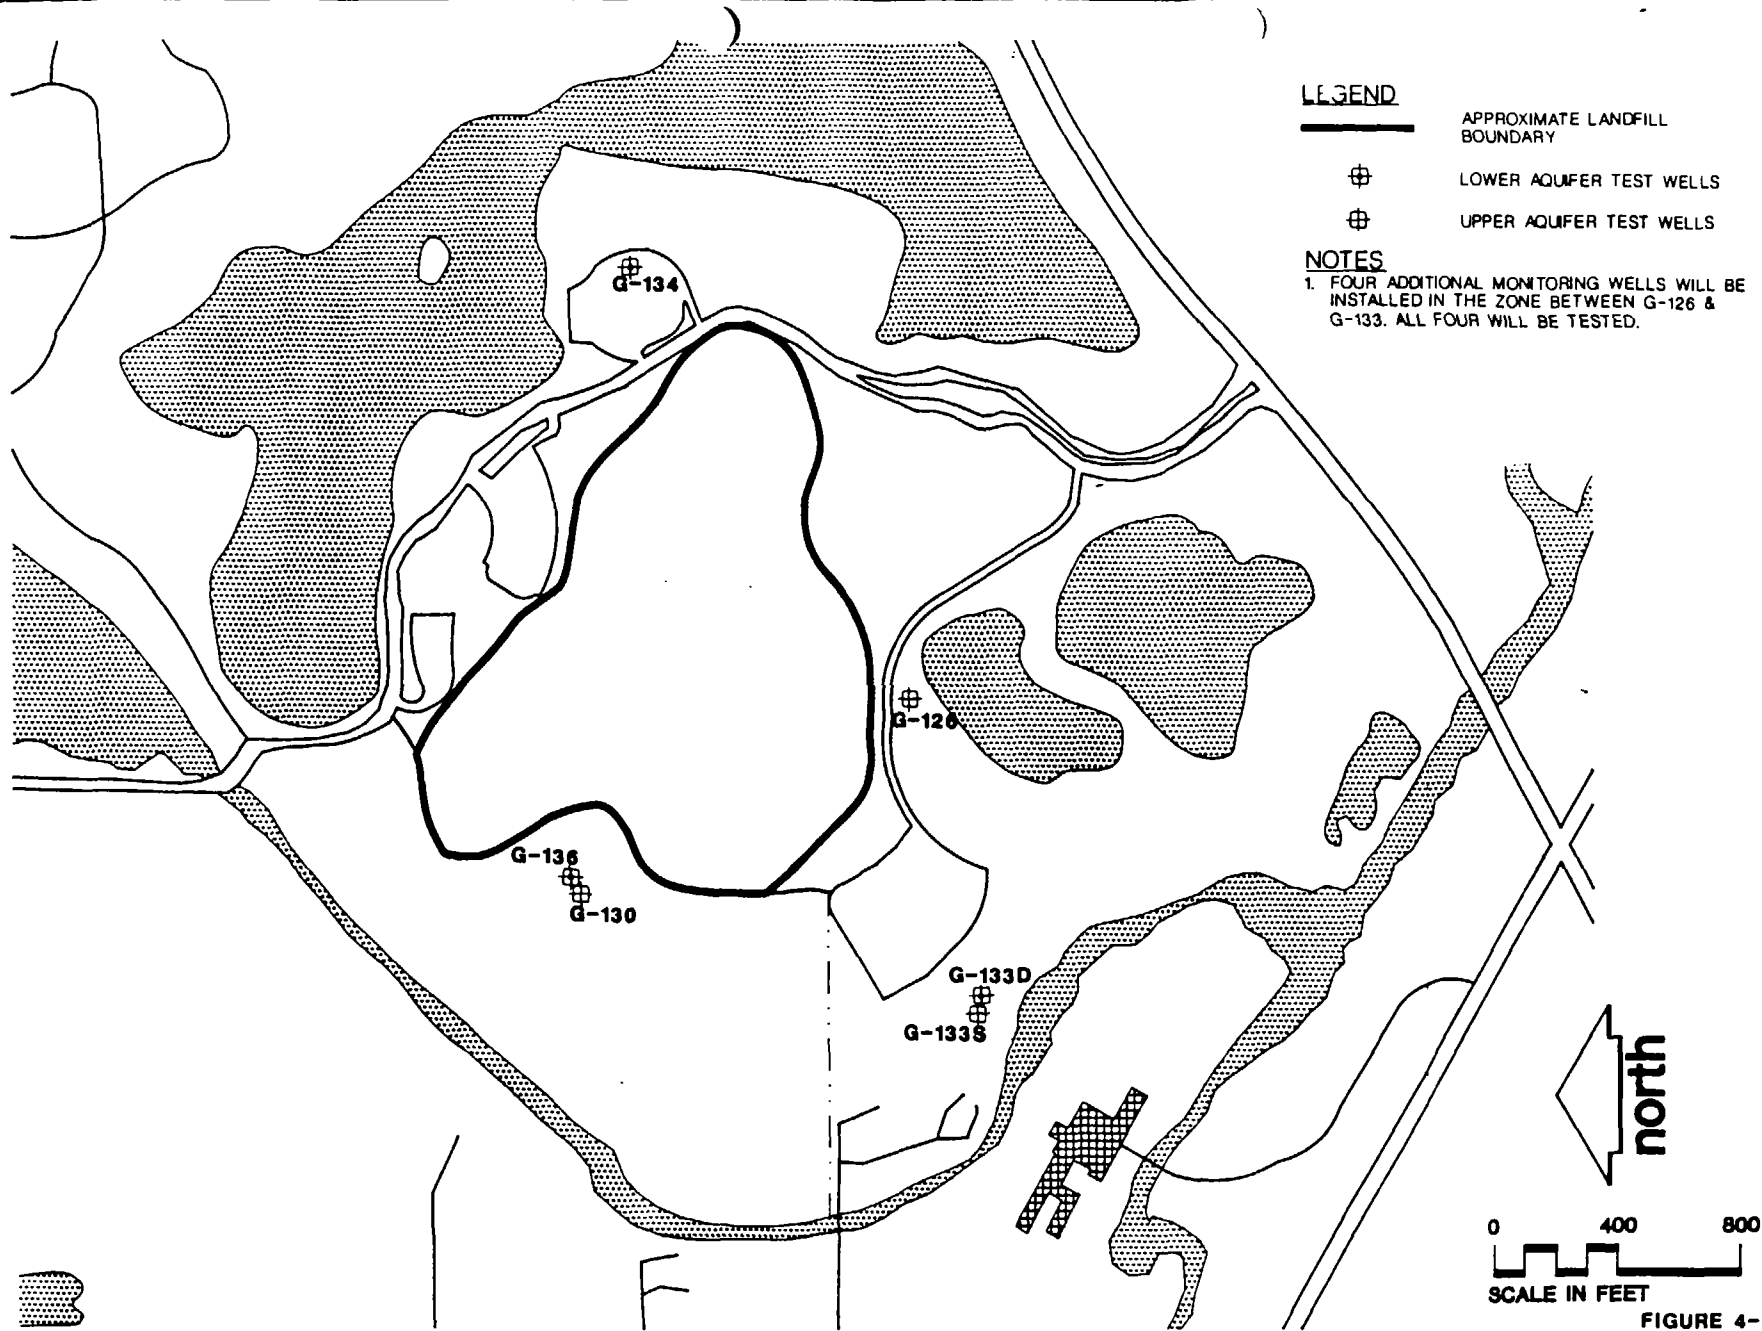 LEGEND
APPROXIMATE LANDFILL
BOUNDARY
LOWER AQUIFER TEST WELLS
UPPER AQUIFER TEST WELLS
NOTES
1. FOUR ADDITIONAL MONITORING WELLS WILL BE
INSTALLED IN THE ZONE BETWEEN G-126 &
G-133. ALL FOUR WILL BE TESTED.
G-134
G-126
G-136
G-130
G-133D
G-133S
north
0 400 800
SCALE IN FEET
FIGURE 4-